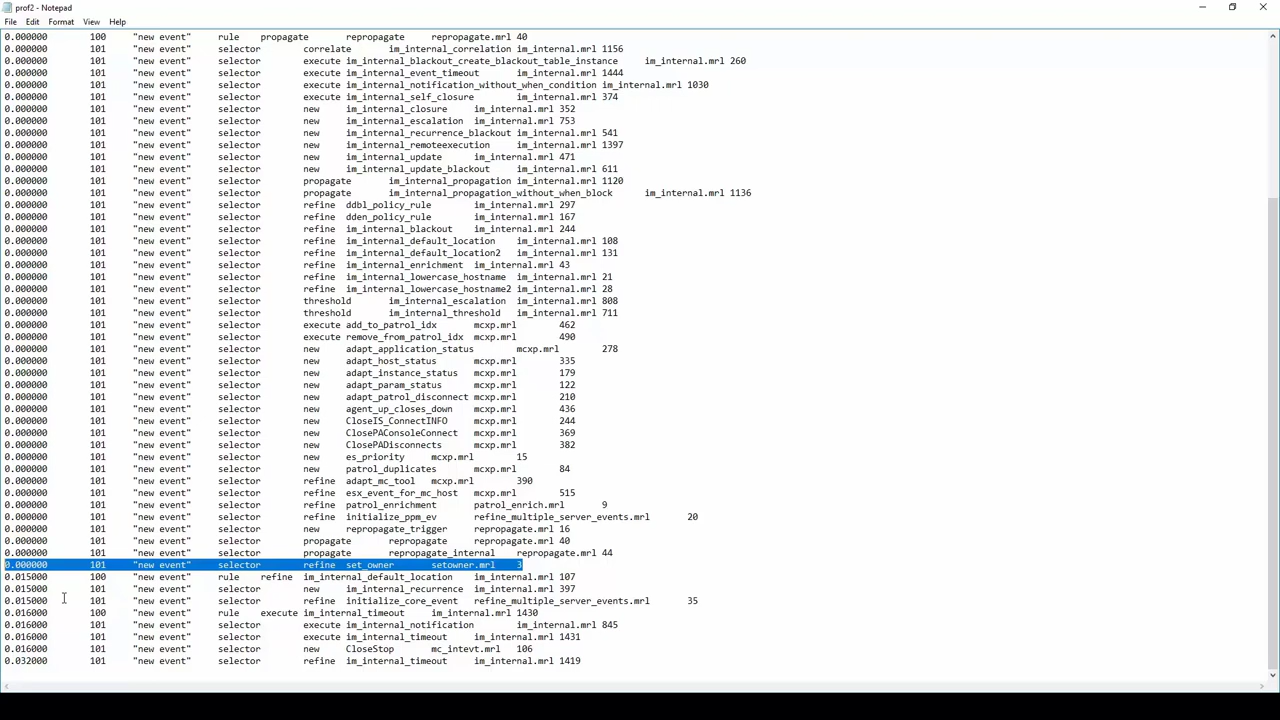 prof2 - Notepad
File Edit Format View Help
0.000000 100 "new event" rule propagate repropagate repropagate.mrl 40
0.000000 101 "new event" selector correlate im_internal_correlation im_internal.mrl 1156
0.000000 101 "new event" selector execute im_internal_blackout_create_blackout_table_instance im_internal.mrl 260
0.000000 101 "new event" selector execute im_internal_event_timeout im_internal.mrl 1444
0.000000 101 "new event" selector execute im_internal_notification_without_when_condition im_internal.mrl 1030
0.000000 101 "new event" selector execute im_internal_self_closure im_internal.mrl 374
0.000000 101 "new event" selector new im_internal_closure im_internal.mrl 352
0.000000 101 "new event" selector new im_internal_escalation im_internal.mrl 753
0.000000 101 "new event" selector new im_internal_recurrence_blackout im_internal.mrl 541
0.000000 101 "new event" selector new im_internal_remoteexecution im_internal.mrl 1397
0.000000 101 "new event" selector new im_internal_update im_internal.mrl 471
0.000000 101 "new event" selector new im_internal_update_blackout im_internal.mrl 611
0.000000 101 "new event" selector propagate im_internal_propagation im_internal.mrl 1120
0.000000 101 "new event" selector propagate im_internal_propagation_without_when_block im_internal.mrl 1136
0.000000 101 "new event" selector refine ddbl_policy_rule im_internal.mrl 297
0.000000 101 "new event" selector refine dden_policy_rule im_internal.mrl 167
0.000000 101 "new event" selector refine im_internal_blackout im_internal.mrl 244
0.000000 101 "new event" selector refine im_internal_default_location im_internal.mrl 108
0.000000 101 "new event" selector refine im_internal_default_location2 im_internal.mrl 131
0.000000 101 "new event" selector refine im_internal_enrichment im_internal.mrl 43
0.000000 101 "new event" selector refine im_internal_lowercase_hostname im_internal.mrl 21
0.000000 101 "new event" selector refine im_internal_lowercase_hostname2 im_internal.mrl 28
0.000000 101 "new event" selector threshold im_internal_escalation im_internal.mrl 808
0.000000 101 "new event" selector threshold im_internal_threshold im_internal.mrl 711
0.000000 101 "new event" selector execute add_to_patrol_idx mcxp.mrl 462
0.000000 101 "new event" selector execute remove_from_patrol_idx mcxp.mrl 490
0.000000 101 "new event" selector new adapt_application_status mcxp.mrl 278
0.000000 101 "new event" selector new adapt_host_status mcxp.mrl 335
0.000000 101 "new event" selector new adapt_instance_status mcxp.mrl 179
0.000000 101 "new event" selector new adapt_param_status mcxp.mrl 122
0.000000 101 "new event" selector new adapt_patrol_disconnect mcxp.mrl 210
0.000000 101 "new event" selector new agent_up_closes_down mcxp.mrl 436
0.000000 101 "new event" selector new CloseIS_ConnectINFO mcxp.mrl 244
0.000000 101 "new event" selector new ClosePAConsoleConnect mcxp.mrl 369
0.000000 101 "new event" selector new ClosePADisconnects mcxp.mrl 382
0.000000 101 "new event" selector new es_priority mcxp.mrl 15
0.000000 101 "new event" selector new patrol_duplicates mcxp.mrl 84
0.000000 101 "new event" selector refine adapt_mc_tool mcxp.mrl 390
0.000000 101 "new event" selector refine esx_event_for_mc_host mcxp.mrl 515
0.000000 101 "new event" selector refine patrol_enrichment patrol_enrich.mrl 9
0.000000 101 "new event" selector refine initialize_ppm_ev refine_multiple_server_events.mrl 20
0.000000 101 "new event" selector new repropagate_trigger repropagate.mrl 16
0.000000 101 "new event" selector propagate repropagate repropagate.mrl 40
0.000000 101 "new event" selector propagate repropagate_internal repropagate.mrl 44
0.000000 101 "new event" selector refine set_owner setowner.mrl 3
0.015000 100 "new event" rule refine im_internal_default_location im_internal.mrl 107
0.015000 101 "new event" selector new im_internal_recurrence im_internal.mrl 397
0.015000 101 "new event" selector refine initialize_core_event refine_multiple_server_events.mrl 35
0.016000 100 "new event" rule execute im_internal_timeout im_internal.mrl 1430
0.016000 101 "new event" selector execute im_internal_notification im_internal.mrl 845
0.016000 101 "new event" selector execute im_internal_timeout im_internal.mrl 1431
0.016000 101 "new event" selector new CloseStop mc_intevt.mrl 106
0.032000 101 "new event" selector refine im_internal_timeout im_internal.mrl 1419